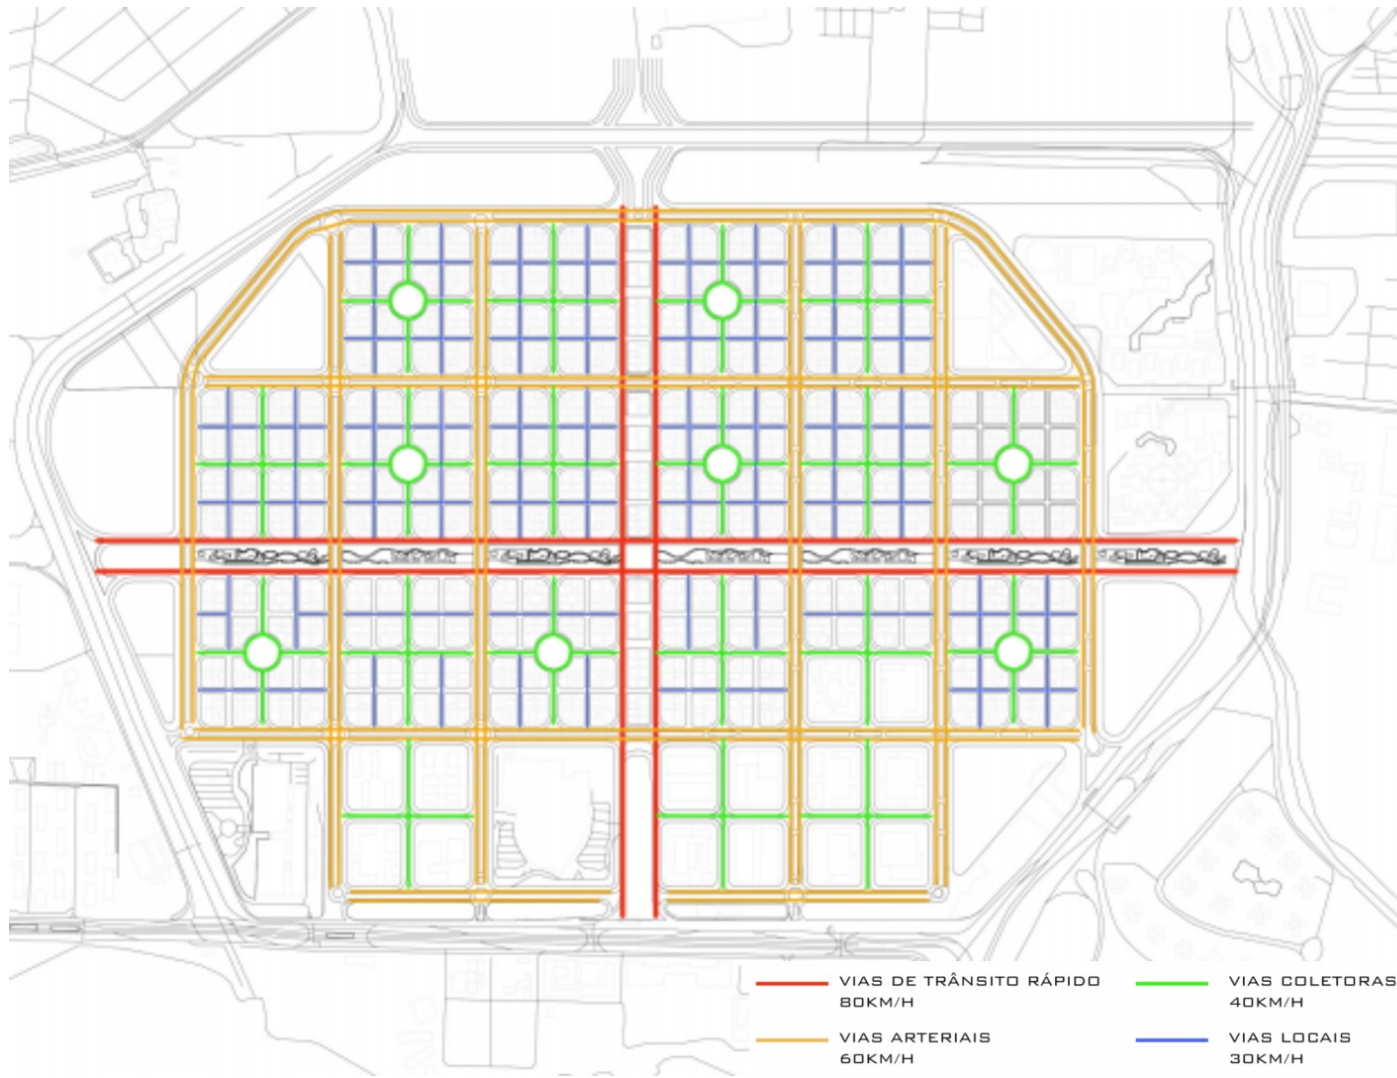 VIAS DE TRÂNSITO RÁPIDO
80KM/H
VIAS ARTERIAIS
60KM/H
VIAS COLETORAS
40KM/H
VIAS LOCAIS
30KM/H